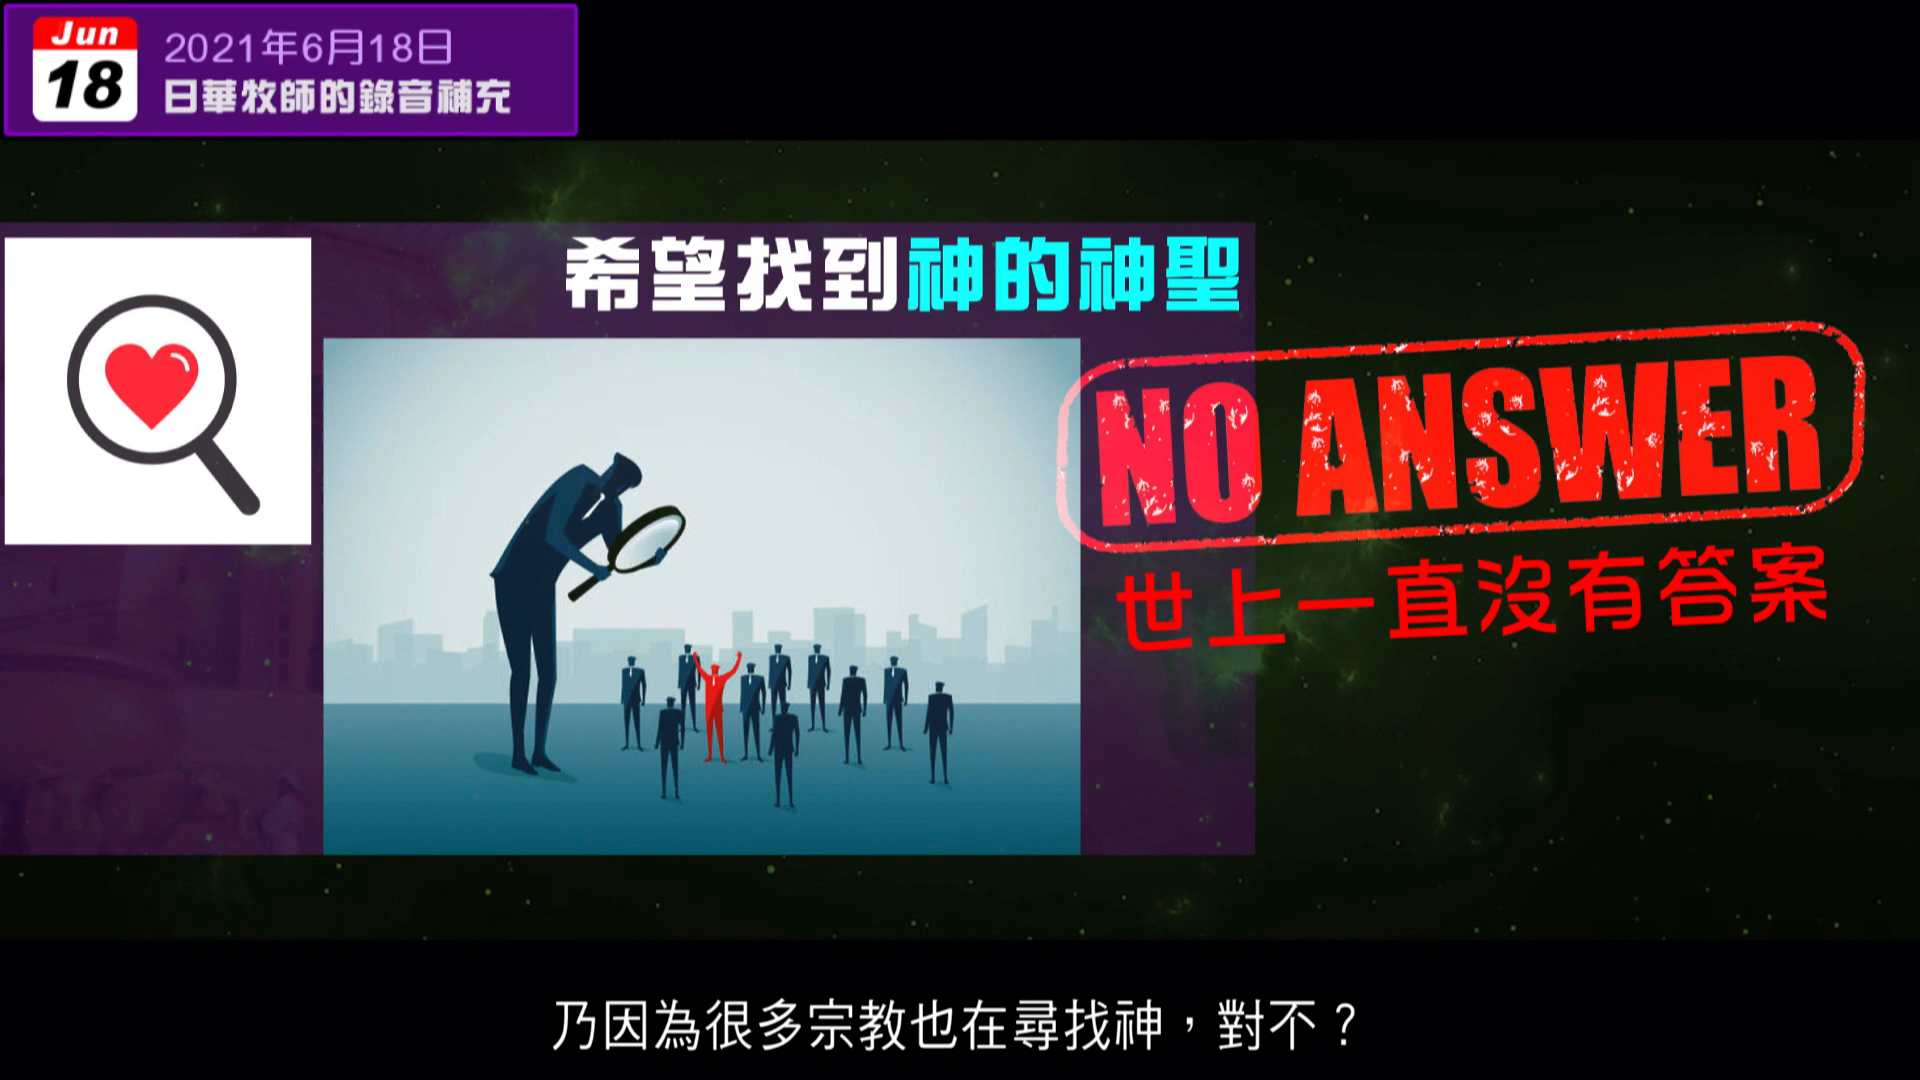 Jun
18
2021年6月18日
日華牧師的錄音補充
希望找到神的神聖
NO ANSWER
世上一直沒有答案
乃因為很多宗教也在尋找神，對不？